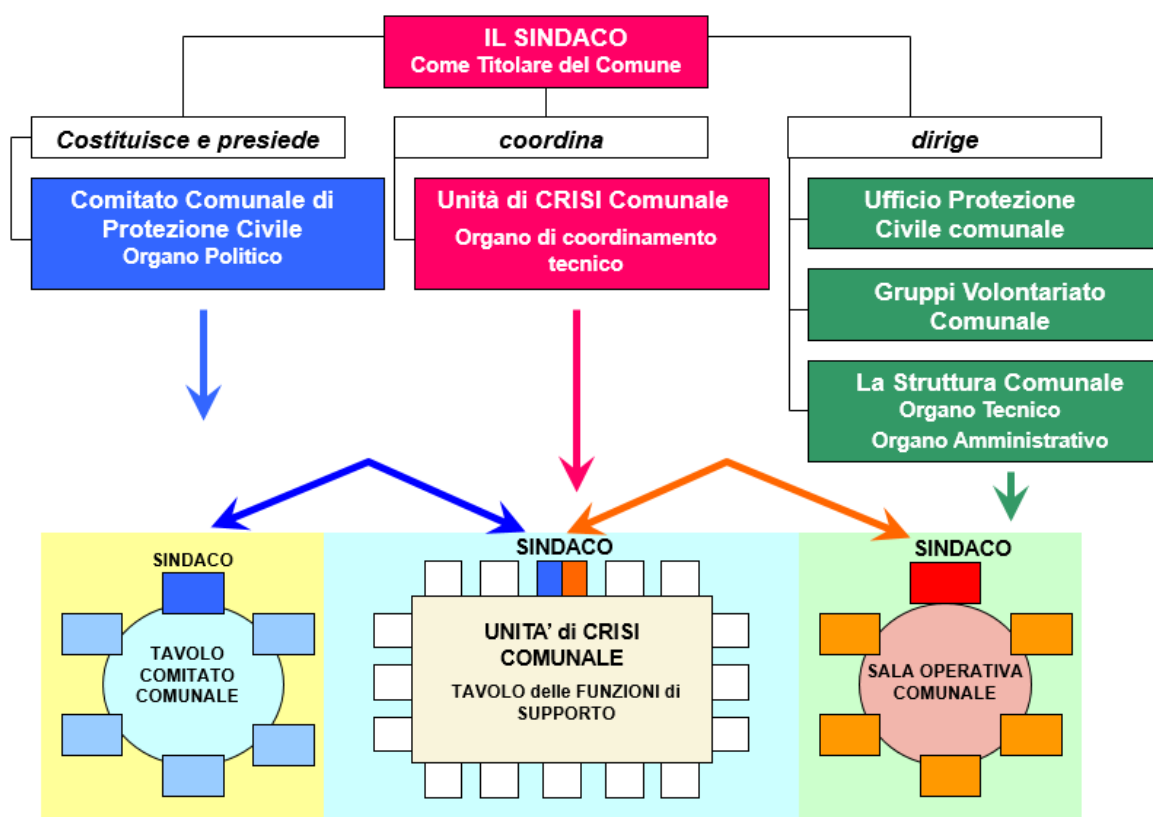 IL SINDACO
Come Titolare del Comune
Costituisce e presiede
coordina
dirige
Comitato Comunale di
Protezione Civile
Organo Politico
Unità di CRISI Comunale
Organo di coordinamento
tecnico
Ufficio Protezione
Civile comunale
Gruppi Volontariato
Comunale
La Struttura Comunale
Organo Tecnico
Organo Amministrativo
SINDACO
TAVOLO
COMITATO
COMUNALE
SINDACO
UNITA’ di CRISI
COMUNALE
TAVOLO delle FUNZIONI di
SUPPORTO
SINDACO
SALA OPERATIVA
COMUNALE